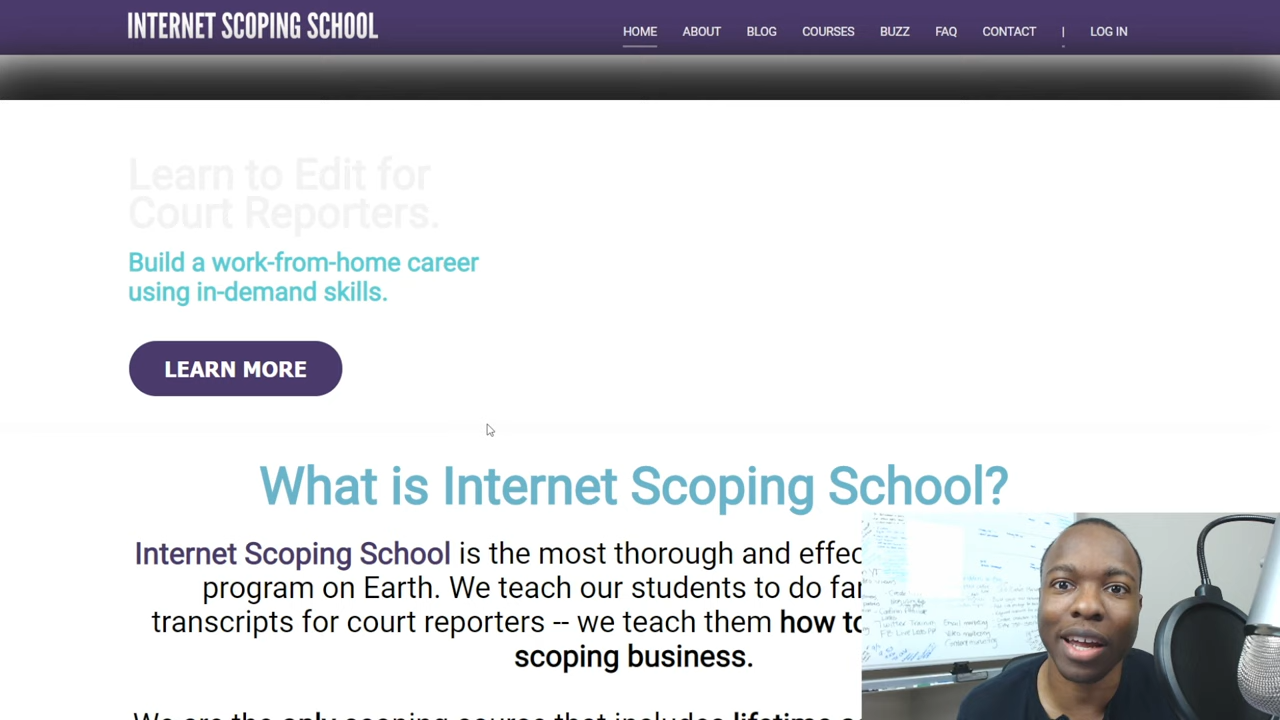 INTERNET SCOPING SCHOOL
HOME ABOUT BLOG COURSES BUZZ FAQ CONTACT | LOG IN
Learn to Edit for
Court Reporters.
Build a work-from-home career
using in-demand skills.
LEARN MORE
What is Internet Scoping School?
Internet Scoping School is the most thorough and
program on Earth. We teach our students to do
transcripts for court reporters -- we teach them how
scoping business.
We are the only scoping course that includes lifetime